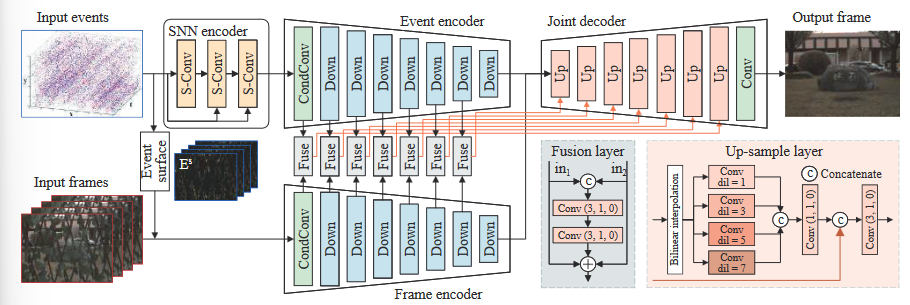 Input events
SNN encoder
Event encoder
Joint decoder
Output frame
S-Conv
S-Conv
S-Conv
CondConv
Down
Down
Down
Down
Down
Down
Down
Up
Up
Up
Up
Up
Up
Up
Conv
Event
surface
E^s
Fuse
Fuse
Fuse
Fuse
Fuse
Fuse
Fuse
Input frames
CondConv
Down
Down
Down
Down
Down
Down
Down
Frame encoder
Fusion layer
in₁
in₂
C
Conv (3, 1, 0)
Conv (3, 1, 0)
Up-sample layer
Bilinear interpolation
Conv
dil = 1
Conv
dil = 3
Conv
dil = 5
Conv
dil = 7
C Concatenate
C
Conv (1, 1, 0)
C
Conv (3, 1, 0)